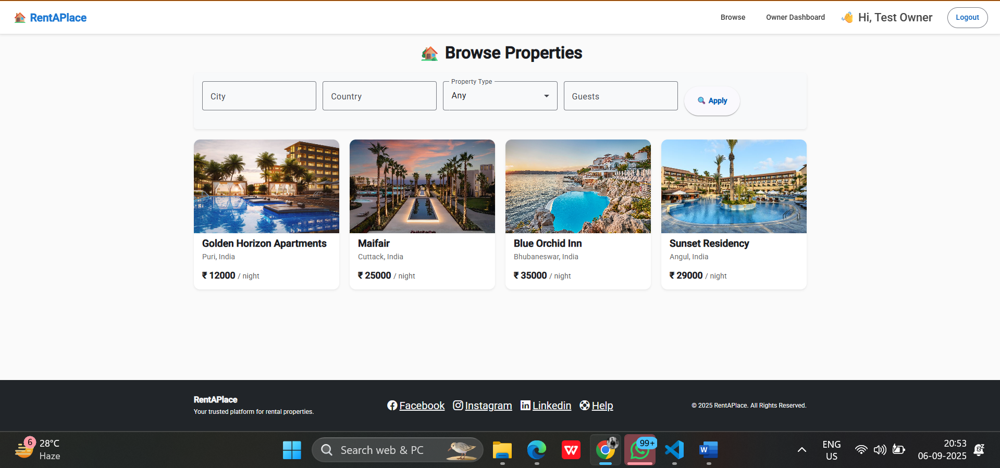 RentAPlace
Browse
Owner Dashboard
Hi, Test Owner
Logout
Browse Properties
City
Country
Property Type
Any
Guests
Apply
Golden Horizon Apartments
Puri, India
₹ 12000 / night
Maifair
Cuttack, India
₹ 25000 / night
Blue Orchid Inn
Bhubaneswar, India
₹ 35000 / night
Sunset Residency
Angul, India
₹ 29000 / night
RentAPlace
Your trusted platform for rental properties.
Facebook
Instagram
Linkedin
Help
© 2025 RentAPlace. All Rights Reserved.
6
28°C
Haze
Search web & PC
W
99+
W
ENG
US
20:53
06-09-2025